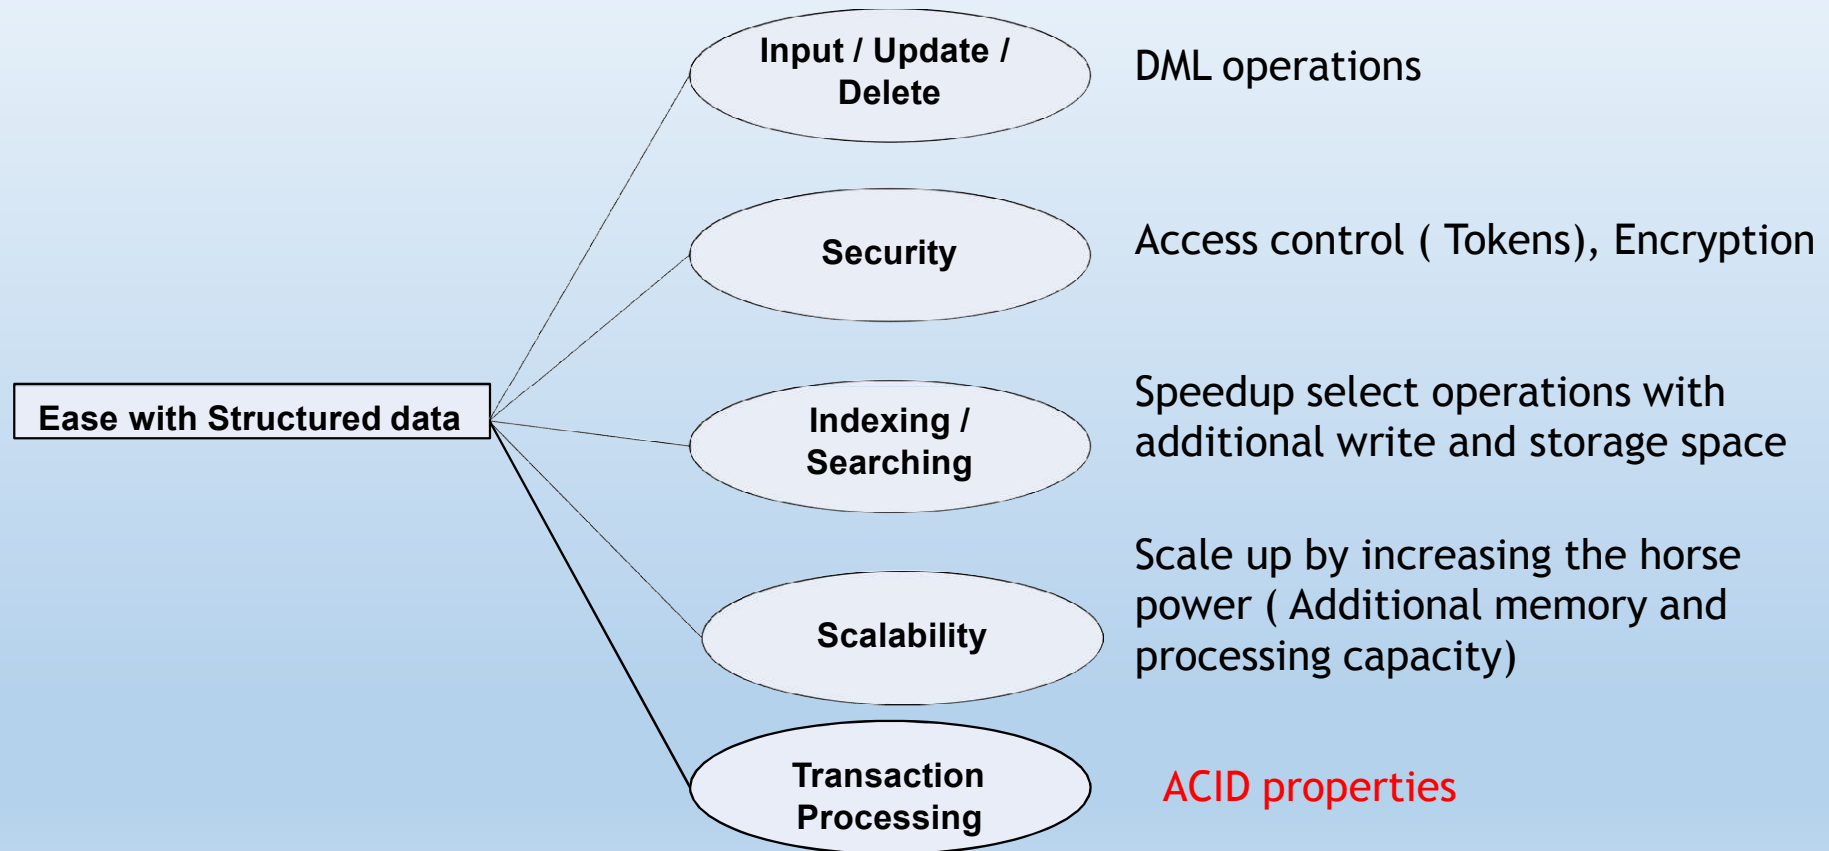 Input / Update /
Delete
DML operations
Security
Access control ( Tokens), Encryption
Ease with Structured data
Indexing /
Searching
Speedup select operations with
additional write and storage space
Scalability
Scale up by increasing the horse
power ( Additional memory and
processing capacity)
Transaction
Processing
ACID properties